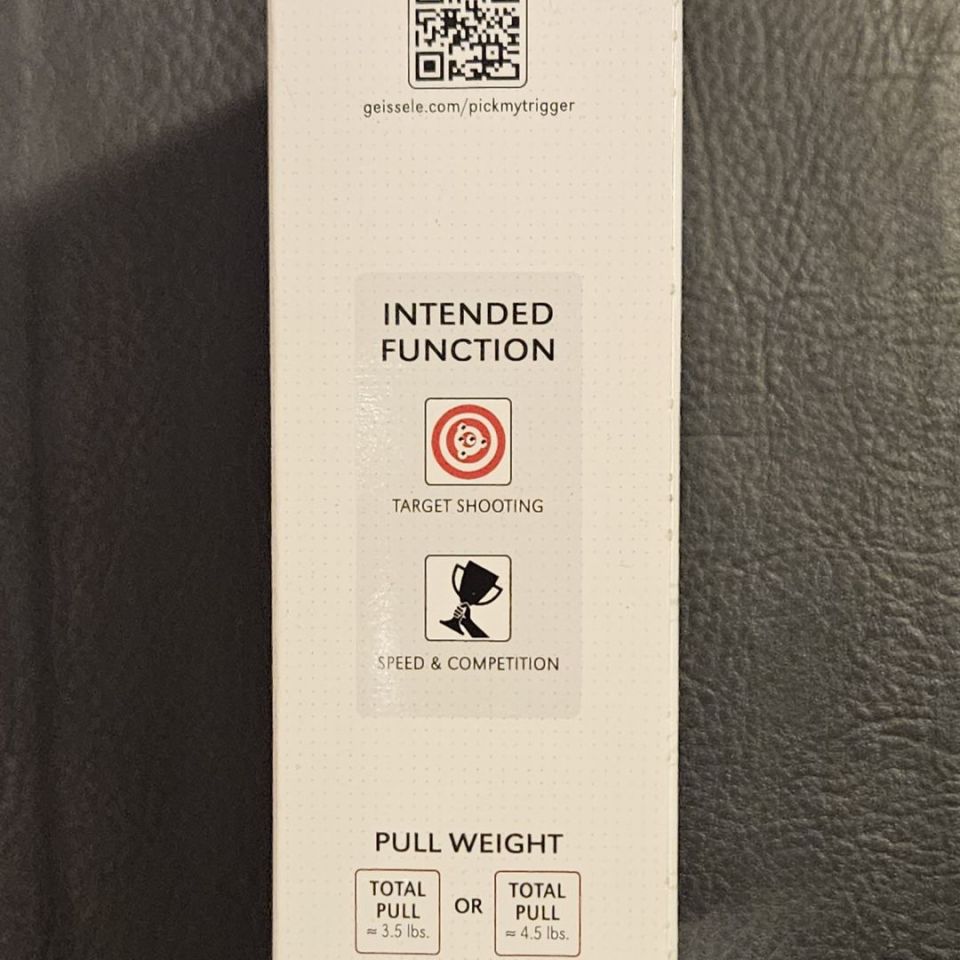 geissele.com/pickmytrigger
INTENDED
FUNCTION
TARGET SHOOTING
SPEED & COMPETITION
PULL WEIGHT
TOTAL
PULL
≈ 3.5 lbs.
OR
TOTAL
PULL
≈ 4.5 lbs.